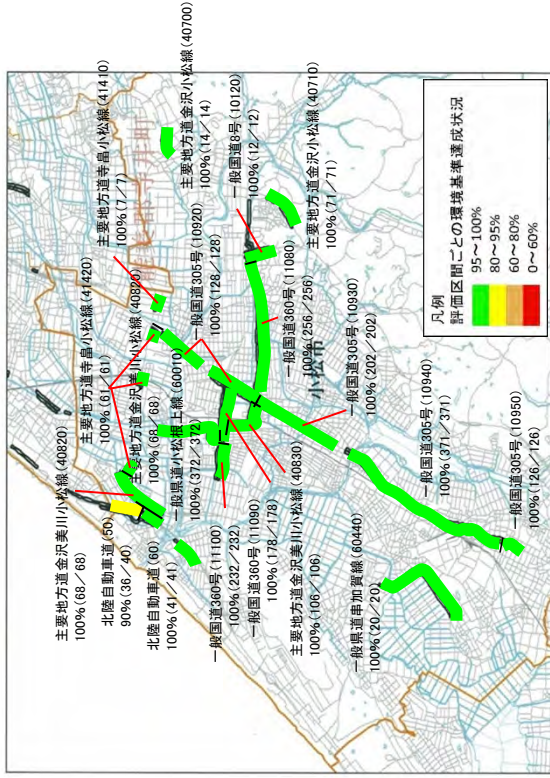 主要地方道金沢美川小松線(40820)
100%(68/68)
北陸自動車道(50)
90%(36/40)
北陸自動車道(60)
100%(41/41)
一般国道360号(11100)
100%(232/232)
一般国道360号(11090)
100%(178/178)
主要地方道金沢美川小松線(40830)
100%(106/106)
一般県道串加賀線(60440)
100%(20/20)
主要地方道寺畠小松線(41420)
100%(61/61)
主要地方道金沢美川小松線(40820)
100%(68/68)
一般県道小松根上線(60010)
100%(372/372)
主要地方道寺畠小松線(41410)
100%(7/7)
一般国道305号(10920)
100%(128/128)
主要地方道金沢小松線(40700)
100%(14/14)
一般国道8号(10120)
100%(12/12)
主要地方道金沢小松線(40710)
100%(71/71)
一般国道360号(11080)
100%(256/256)
小松市
一般国道305号(10930)
100%(202/202)
一般国道305号(10940)
100%(371/371)
一般国道305号(10950)
100%(126/126)
凡例
評価区間ごとの環境基準達成状況
95~100%
80~95%
60~80%
0~60%